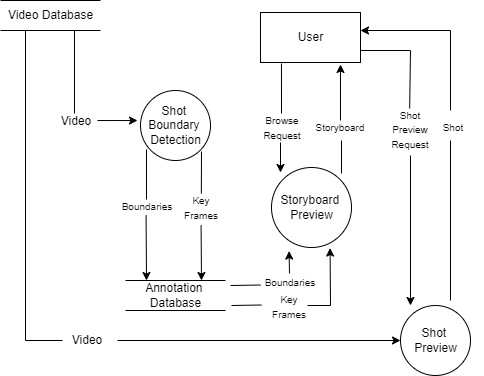 Video Database
User
Video
Shot
Boundary
Detection
Browse
Request
Storyboard
Shot
Preview
Request
Shot
Boundaries
Key
Frames
Storyboard
Preview
Annotation
Database
Boundaries
Key
Frames
Video
Shot
Preview